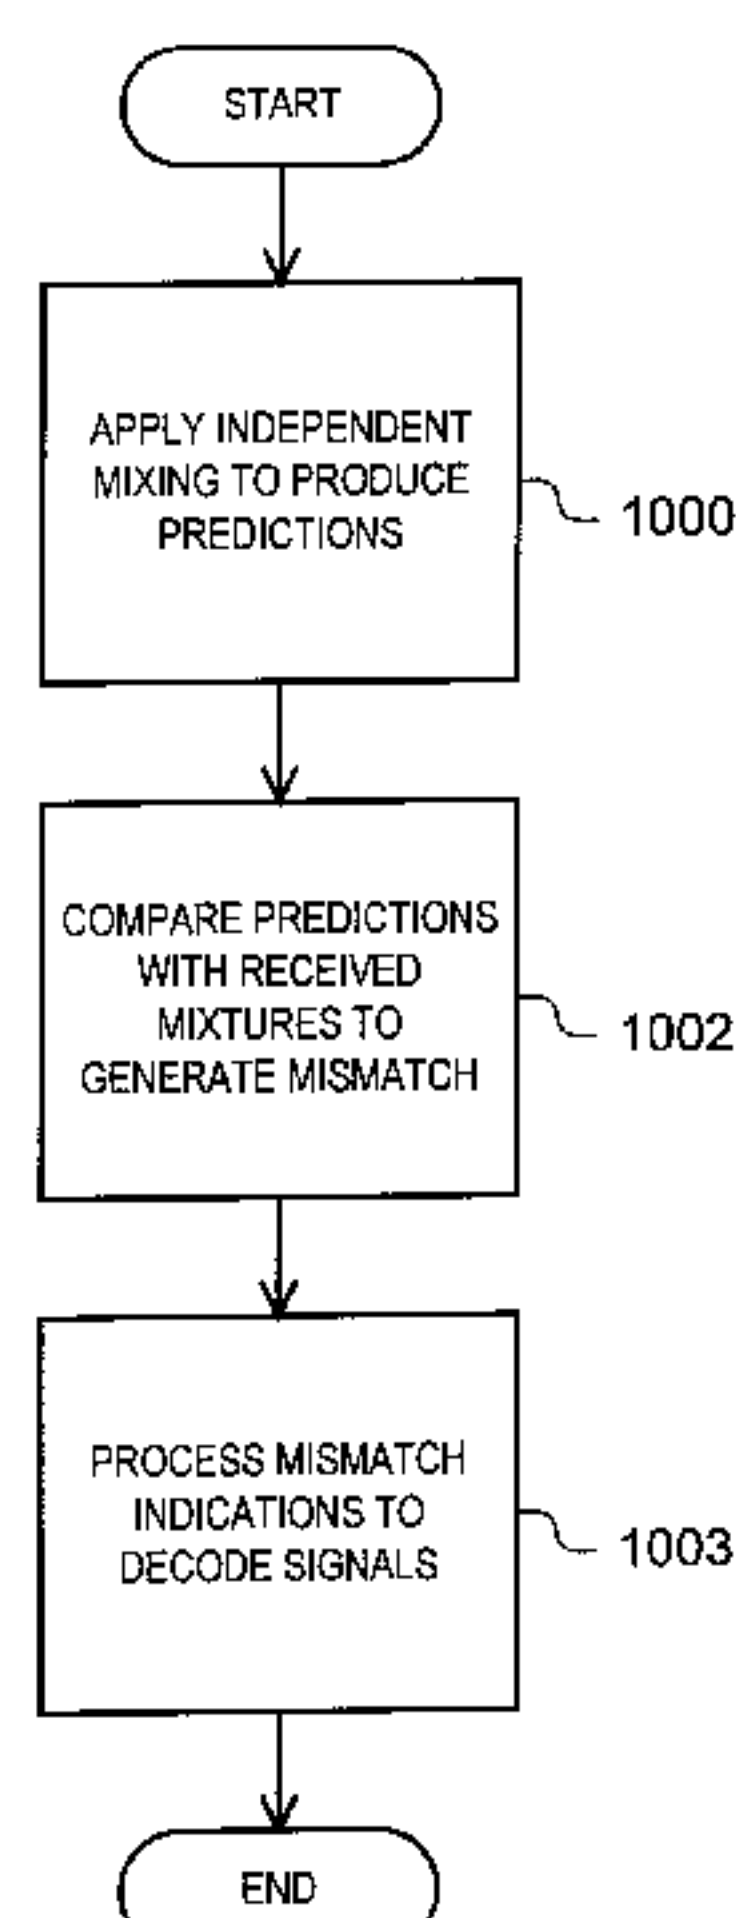 START
APPLY INDEPENDENT
MIXING TO PRODUCE
PREDICTIONS
1000
COMPARE PREDICTIONS
WITH RECEIVED
MIXTURES TO
GENERATE MISMATCH
1002
PROCESS MISMATCH
INDICATIONS TO
DECODE SIGNALS
1003
END